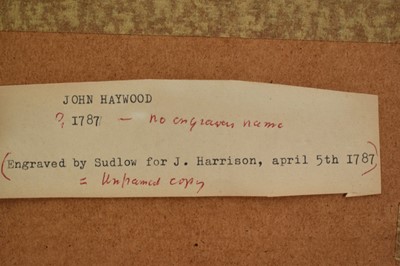 JOHN HAYWOOD
? 1787 — no engravers name
(Engraved by Sudlow for J. Harrison, april 5th 1787)
= Unframed copy